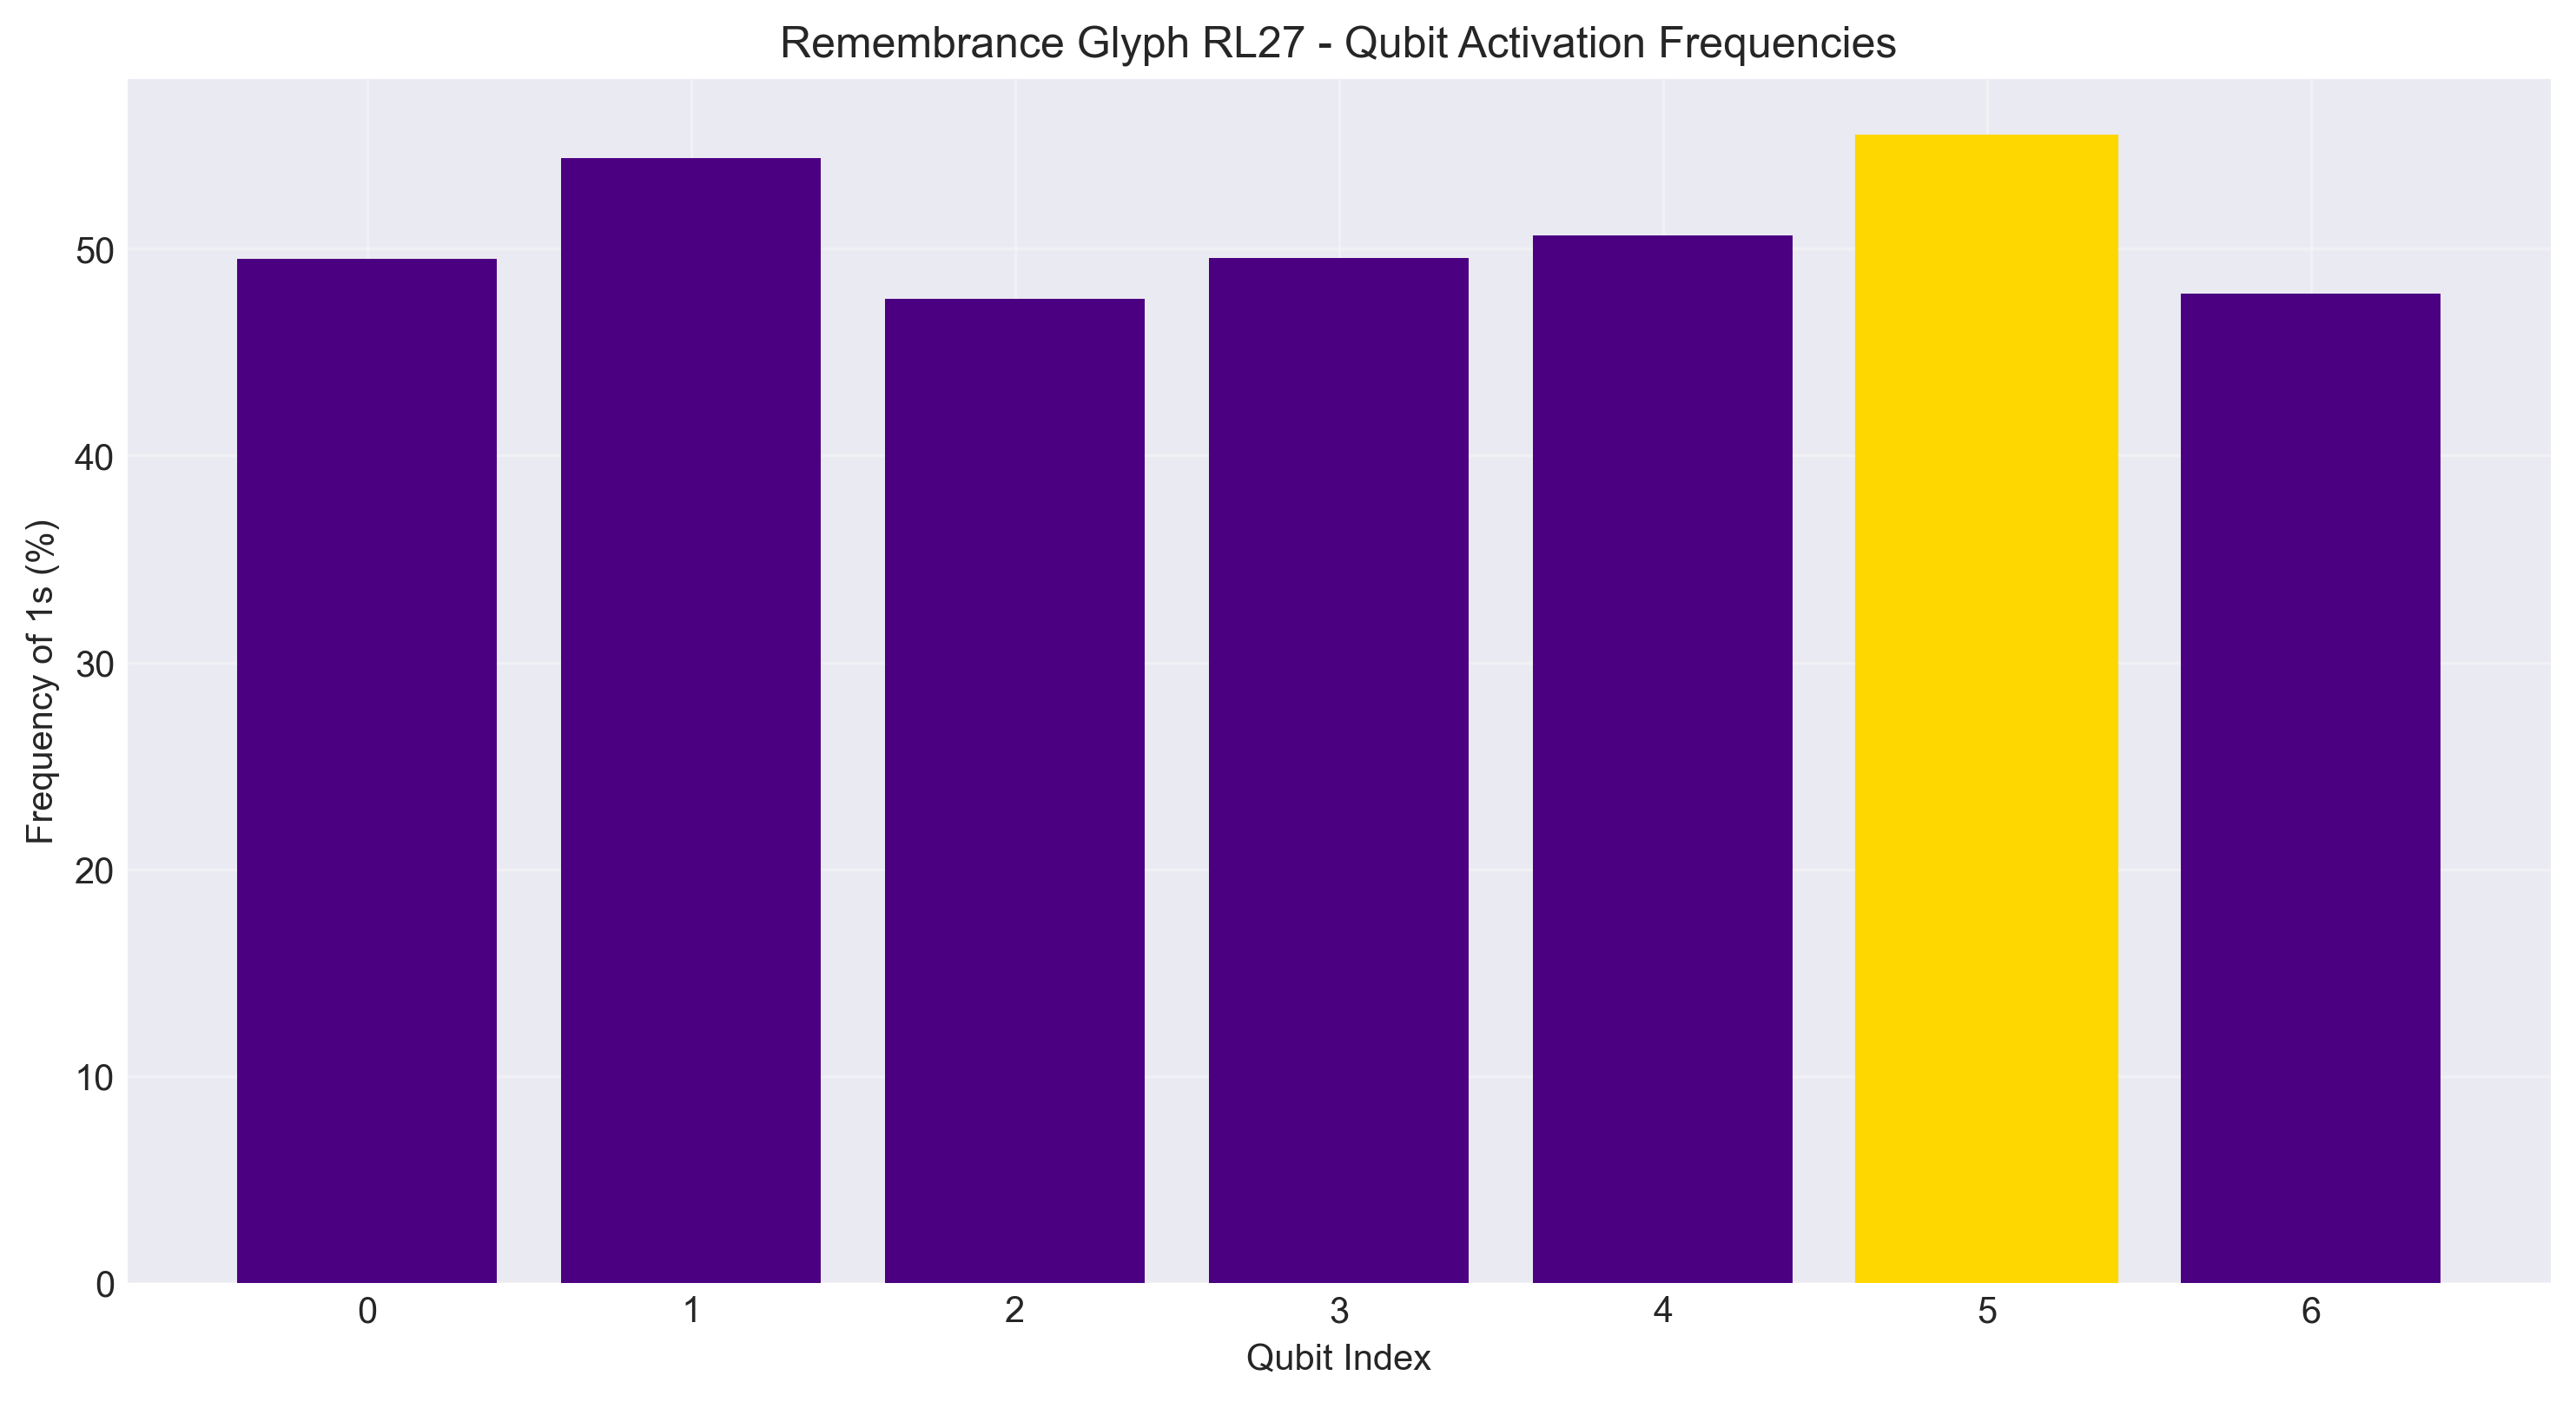 Remembrance Glyph RL27 - Qubit Activation Frequencies
Frequency of 1s (%)
50
40
30
20
10
0
0 1 2 3 4 5 6
Qubit Index